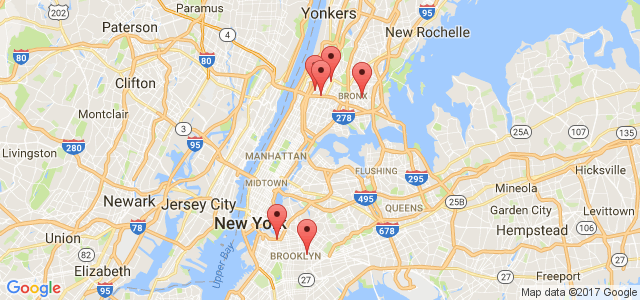 Paramus
Yonkers
202
Paterson
4
95
New Rochelle
80
80
Clifton
BRONX
Montclair
3
278
25A
135
Livingston
280
95
MANHATTAN
Hicksville
FLUSHING
295
MIDTOWN
Mineola
Newark
Jersey City
495
25B
QUEENS
Garden City
Levittown
78
New York
678
Hempstead
106
Union
Upper Bay
BROOKLYN
Elizabeth
27
Freeport
27
Google
Map data ©2017 Google